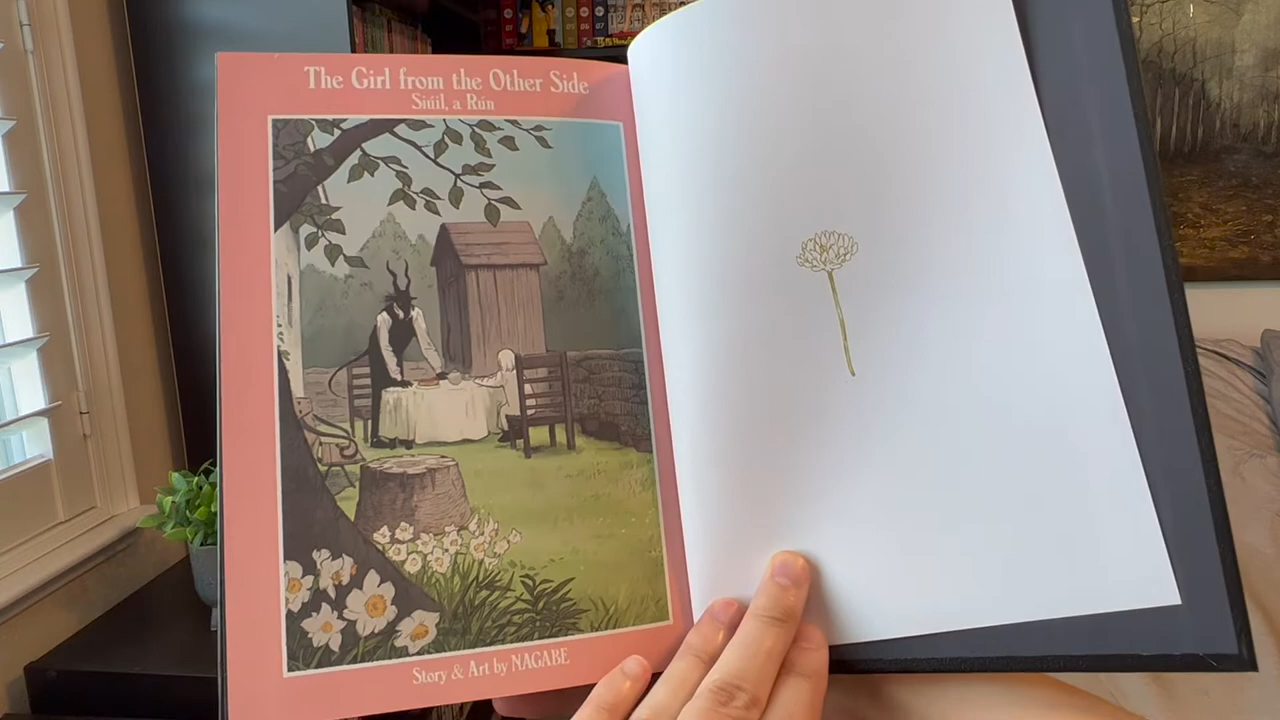 The Girl from the Other Side
Siúil, a Rún
Story & Art by NAGABE